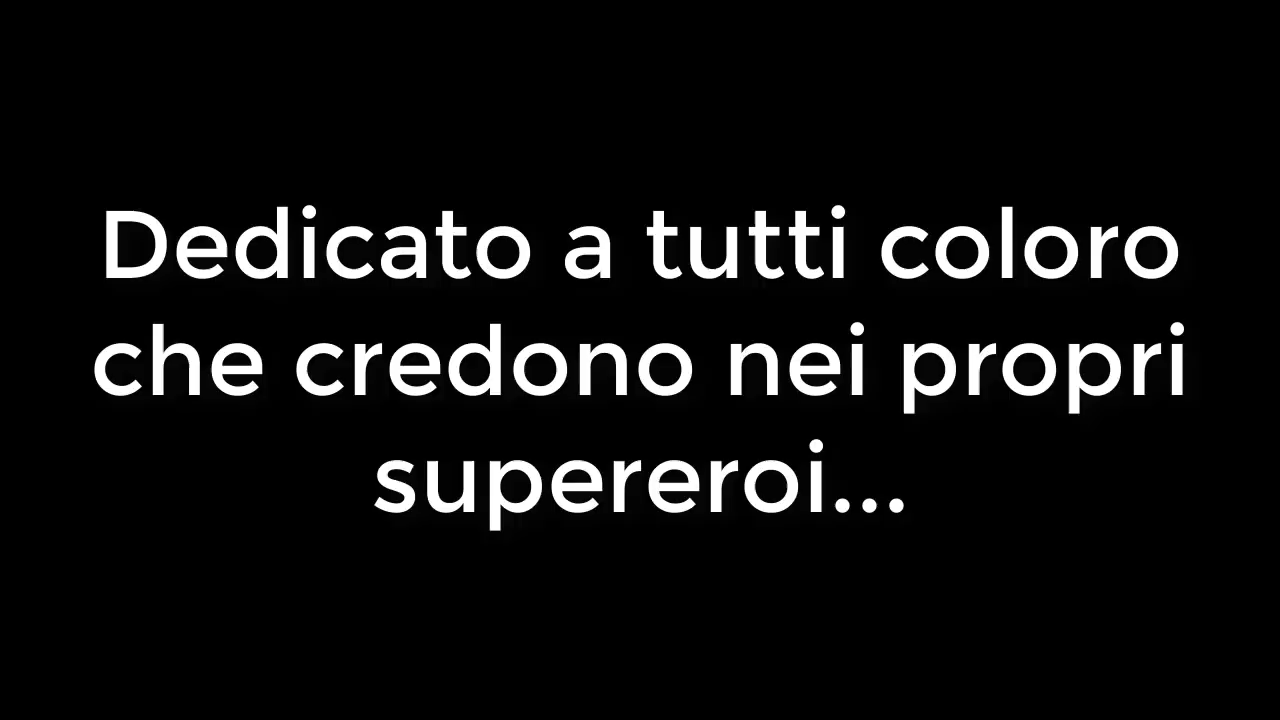 Dedicato a tutti coloro
che credono nei propri
supereroi...